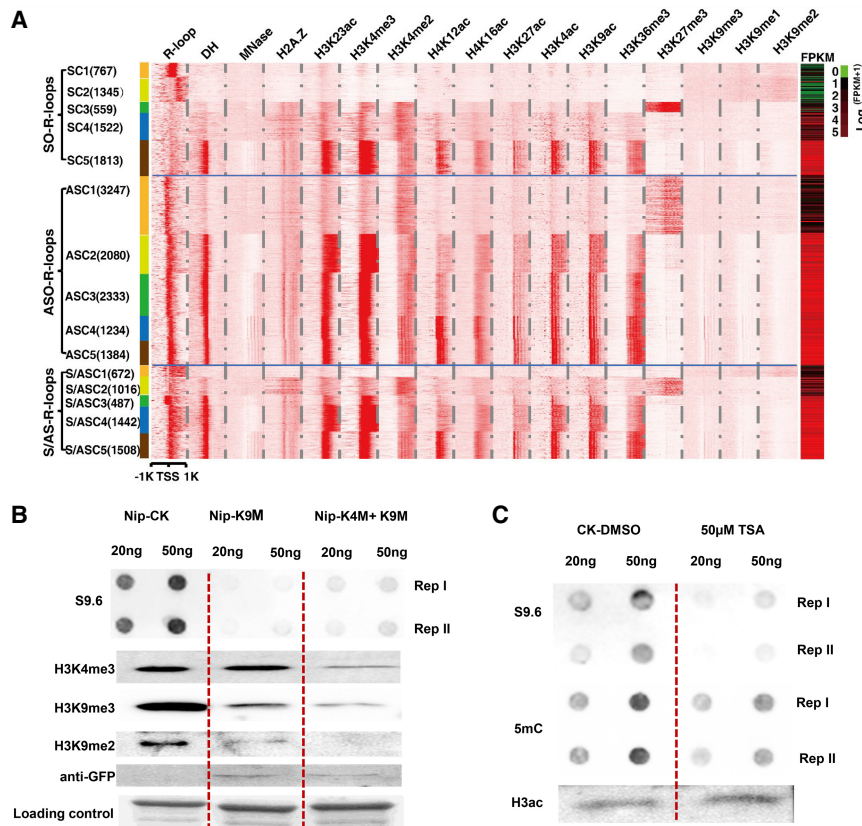 A
R-loop DH MNase H2A.Z H3K23ac H3K4me3 H3K4me2 H4K12ac H4K16ac H3K27ac H3K4ac H3K9ac H3K36me3 H3K27me3 H3K9me3 H3K9me1 H3K9me2
FPKM
0
1
2
3
4
5
Log (FPKM+1)
SO-R-loops
SC1(767)
SC2(1345)
SC3(559)
SC4(1522)
SC5(1813)
ASO-R-loops
ASC1(3247)
ASC2(2080)
ASC3(2333)
ASC4(1234)
ASC5(1384)
S/AS-R-loops
S/ASC1(672)
S/ASC2(1016)
S/ASC3(487)
S/ASC4(1442)
S/ASC5(1508)
-1K TSS 1K
B
Nip-CK Nip-K9M Nip-K4M+ K9M
20ng 50ng 20ng 50ng 20ng 50ng
S9.6
Rep I
Rep II
H3K4me3
H3K9me3
H3K9me2
anti-GFP
Loading control
C
CK-DMSO 50μM TSA
20ng 50ng 20ng 50ng
S9.6
Rep I
Rep II
5mC
Rep I
Rep II
H3ac